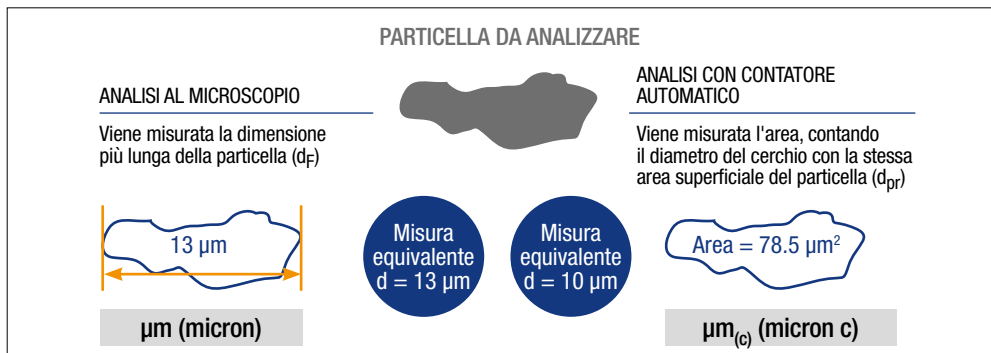 PARTICELLA DA ANALIZZARE
ANALISI AL MICROSCOPIO
Viene misurata la dimensione
più lunga della particella (dF)
13 µm
µm (micron)
Misura
equivalente
d = 13 µm
Misura
equivalente
d = 10 µm
ANALISI CON CONTATORE
AUTOMATICO
Viene misurata l'area, contando
il diametro del cerchio con la stessa
area superficiale del particella (dpr)
Area = 78.5 µm²
µm(c) (micron c)